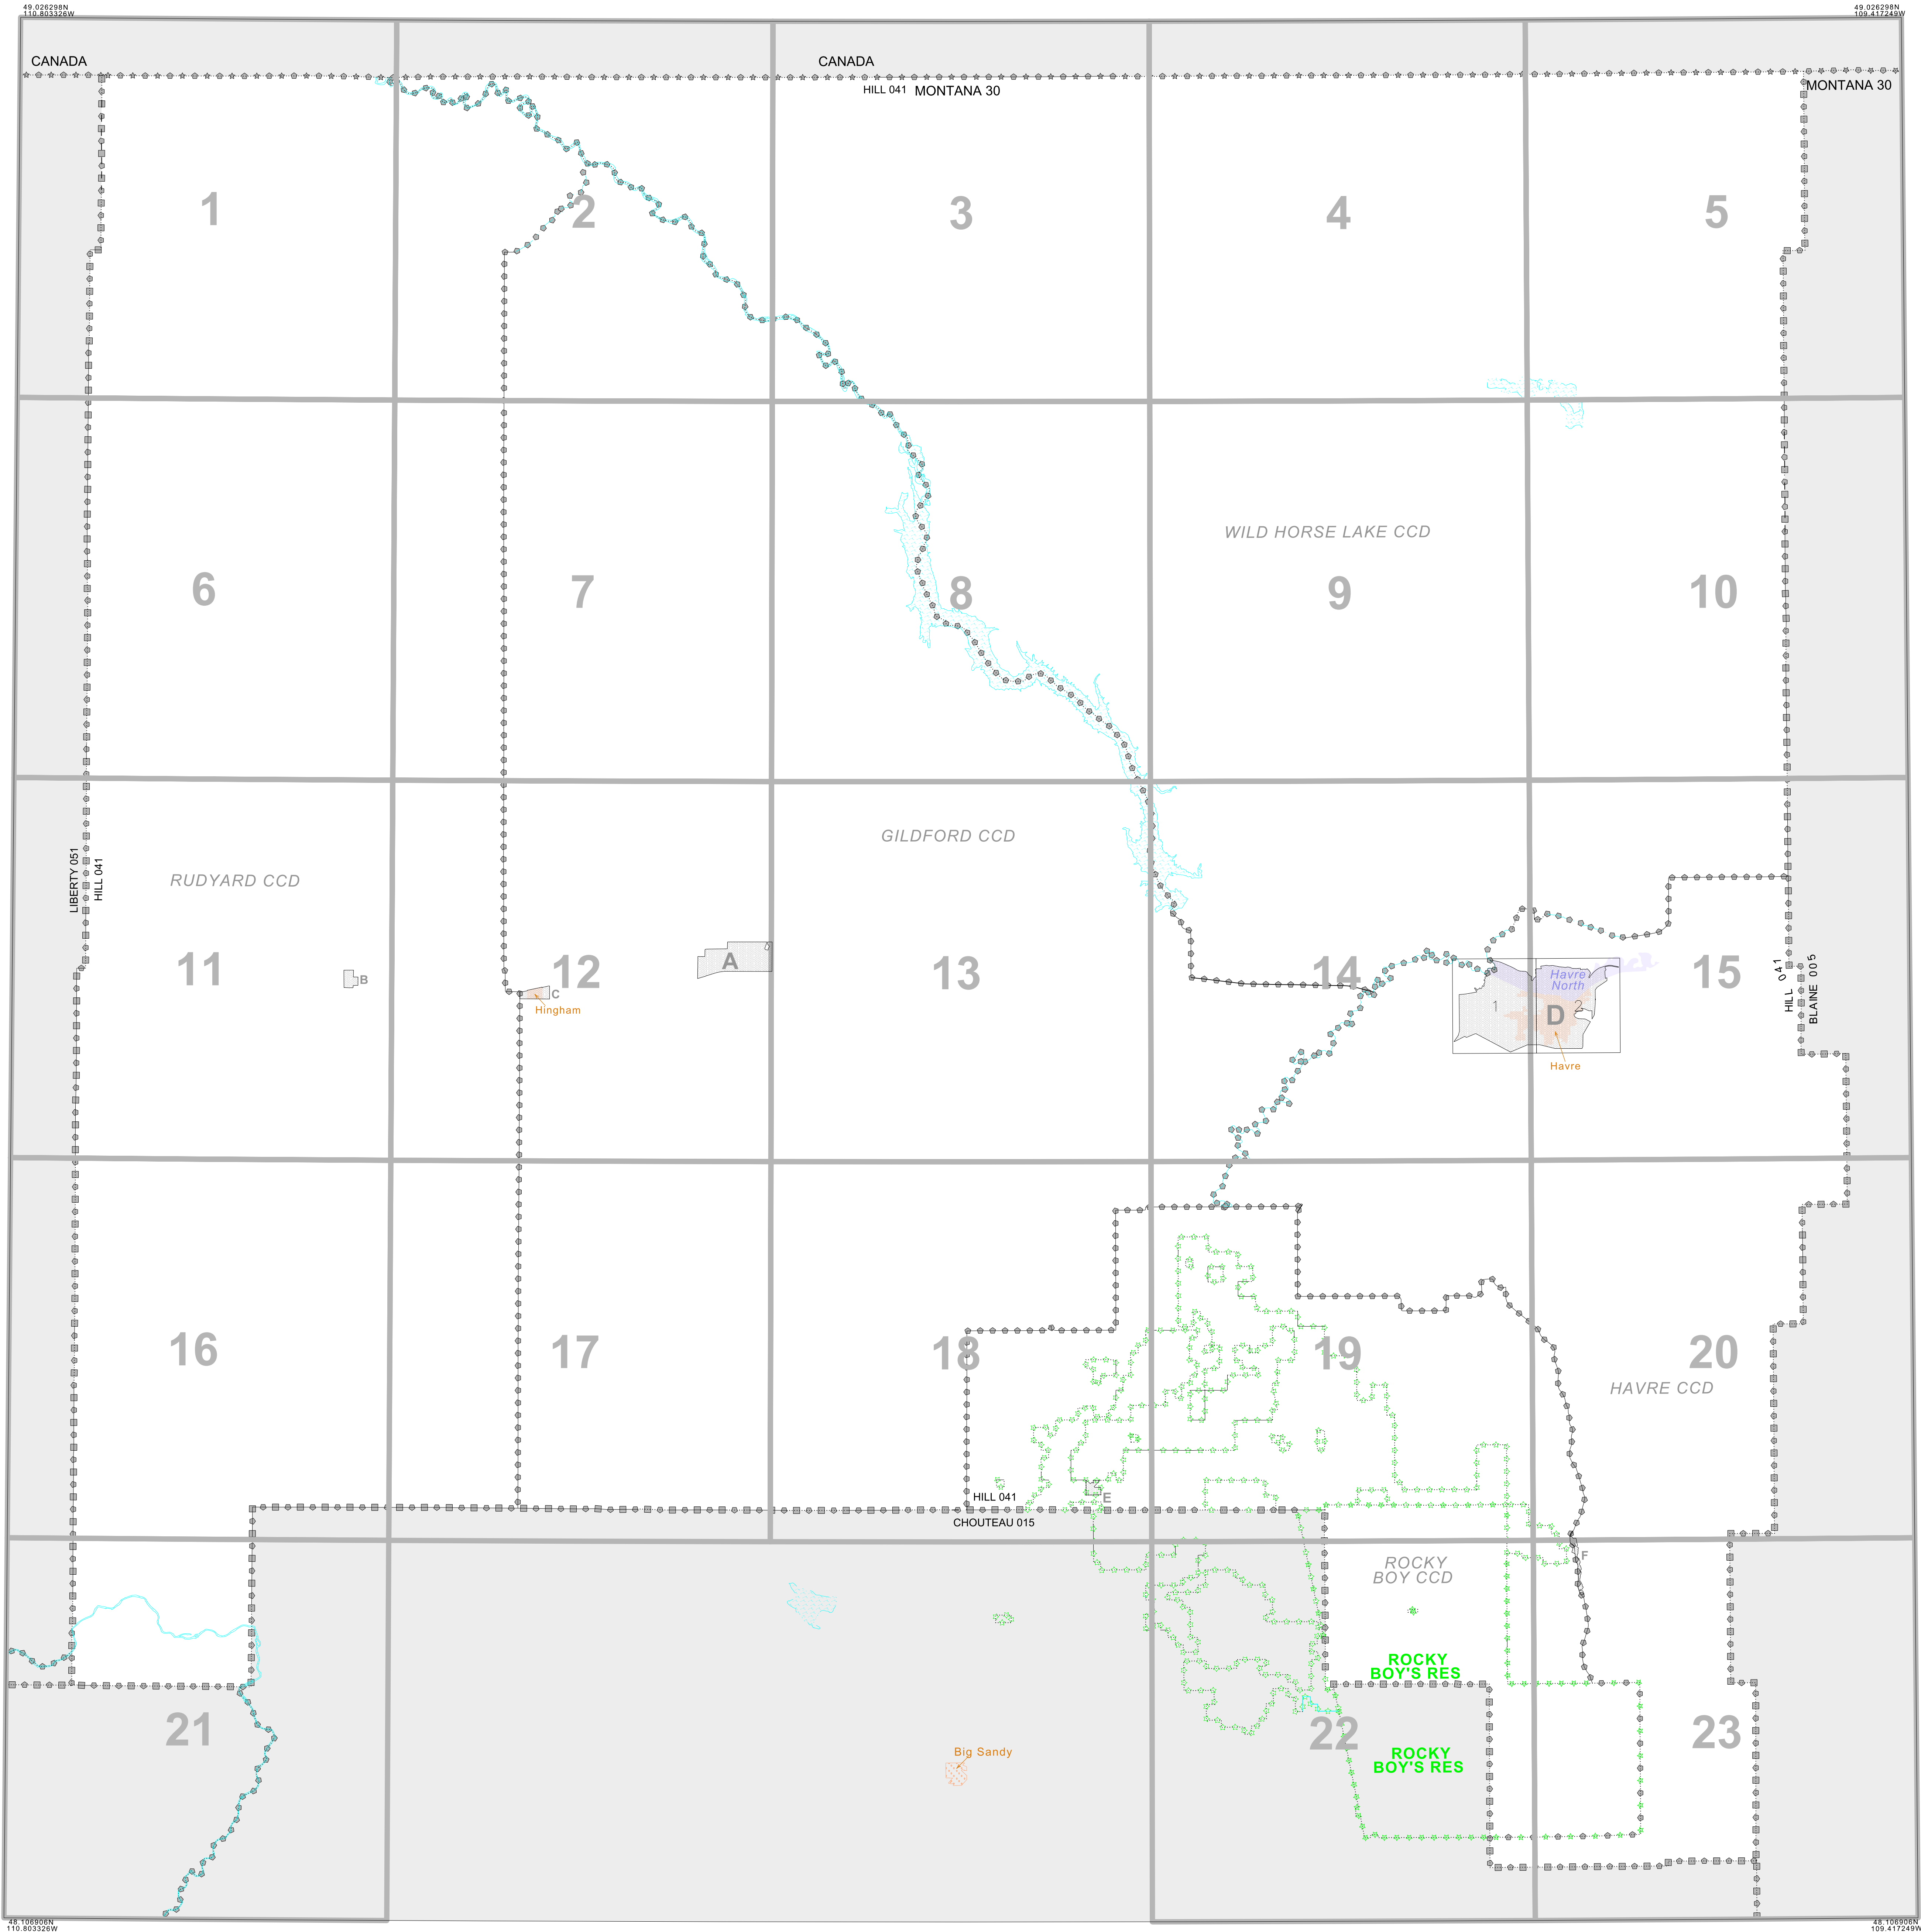 49.026298N
110.803326W
49.026298N
109.417249W
CANADA
CANADA
HILL 041 MONTANA 30
MONTANA 30
1
2
3
4
5
WILD HORSE LAKE CCD
6
7
8
9
10
GILDFORD CCD
LIBERTY 051
HILL 041
RUDYARD CCD
11
B
12
C
Hingham
A
13
14
Havre
North
1
2
D
Havre
15
HILL 041
BLAINE 005
16
17
18
19
20
HAVRE CCD
HILL 041
CHOUTEAU 015
E
F
ROCKY
BOY CCD
ROCKY
BOY'S RES
21
22
23
Big Sandy
ROCKY
BOY'S RES
48.106906N
110.803326W
48.106906N
109.417249W